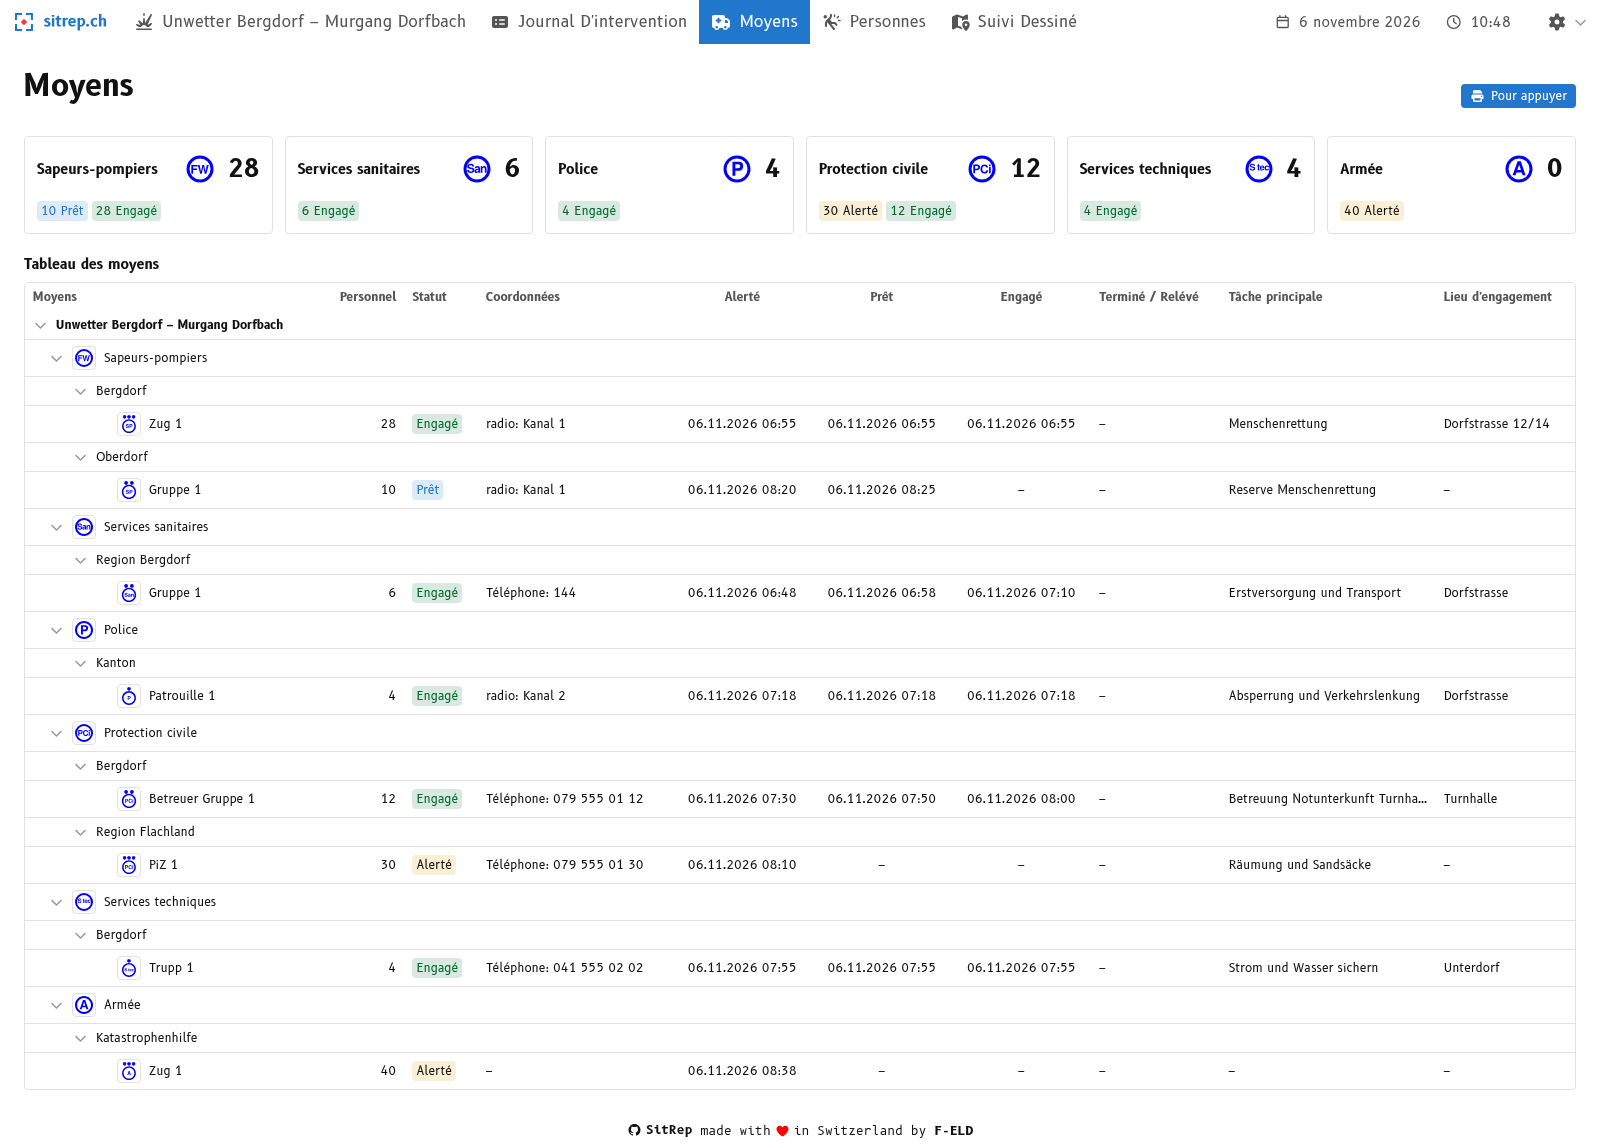 sitrep.ch Unwetter Bergdorf – Murgang Dorfbach Journal D'intervention Moyens Personnes Suivi Dessiné 6 novembre 2026 10:48
Moyens
Pour appuyer
Sapeurs-pompiers FW 28
10 Prêt 28 Engagé
Services sanitaires San 6
6 Engagé
Police P 4
4 Engagé
Protection civile PCi 12
30 Alerté 12 Engagé
Services techniques S tec 4
4 Engagé
Armée A 0
40 Alerté
Tableau des moyens
Moyens Personnel Statut Coordonnées Alerté Prêt Engagé Terminé / Relévé Tâche principale Lieu d'engagement
Unwetter Bergdorf – Murgang Dorfbach
FW Sapeurs-pompiers
Bergdorf
SP Zug 1 28 Engagé radio: Kanal 1 06.11.2026 06:55 06.11.2026 06:55 06.11.2026 06:55 – Menschenrettung Dorfstrasse 12/14
Oberdorf
SP Gruppe 1 10 Prêt radio: Kanal 1 06.11.2026 08:20 06.11.2026 08:25 – – Reserve Menschenrettung –
San Services sanitaires
Region Bergdorf
San Gruppe 1 6 Engagé Téléphone: 144 06.11.2026 06:48 06.11.2026 06:58 06.11.2026 07:10 – Erstversorgung und Transport Dorfstrasse
P Police
Kanton
P Patrouille 1 4 Engagé radio: Kanal 2 06.11.2026 07:18 06.11.2026 07:18 06.11.2026 07:18 – Absperrung und Verkehrslenkung Dorfstrasse
PCi Protection civile
Bergdorf
PCi Betreuer Gruppe 1 12 Engagé Téléphone: 079 555 01 12 06.11.2026 07:30 06.11.2026 07:50 06.11.2026 08:00 – Betreuung Notunterkunft Turnha... Turnhalle
Region Flachland
PCi PiZ 1 30 Alerté Téléphone: 079 555 01 30 06.11.2026 08:10 – – – Räumung und Sandsäcke –
S tec Services techniques
Bergdorf
S tec Trupp 1 4 Engagé Téléphone: 041 555 02 02 06.11.2026 07:55 06.11.2026 07:55 06.11.2026 07:55 – Strom und Wasser sichern Unterdorf
A Armée
Katastrophenhilfe
A Zug 1 40 Alerté – 06.11.2026 08:38 – – – – –
SitRep made with in Switzerland by F-ELD